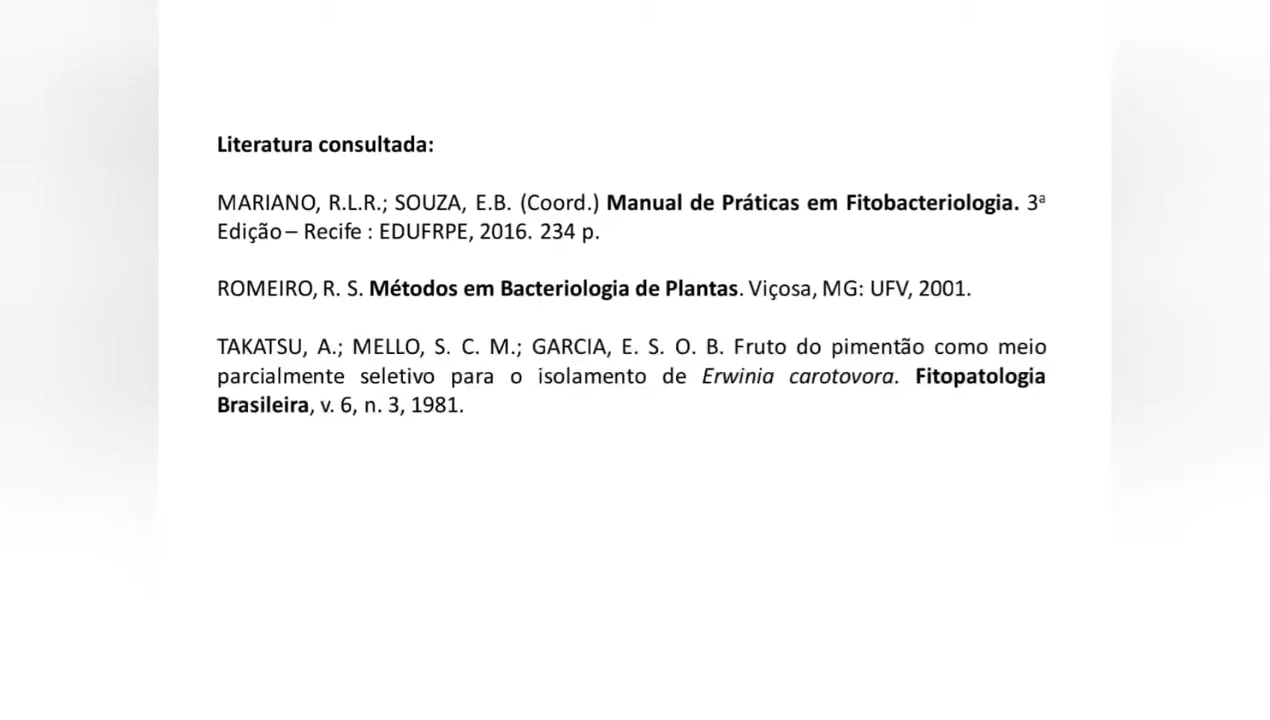 Literatura consultada:
MARIANO, R.L.R.; SOUZA, E.B. (Coord.) Manual de Práticas em Fitobacteriologia. 3ª
Edição – Recife : EDUFRPE, 2016. 234 p.
ROMEIRO, R. S. Métodos em Bacteriologia de Plantas. Viçosa, MG: UFV, 2001.
TAKATSU, A.; MELLO, S. C. M.; GARCIA, E. S. O. B. Fruto do pimentão como meio
parcialmente seletivo para o isolamento de Erwinia carotovora. Fitopatologia
Brasileira, v. 6, n. 3, 1981.